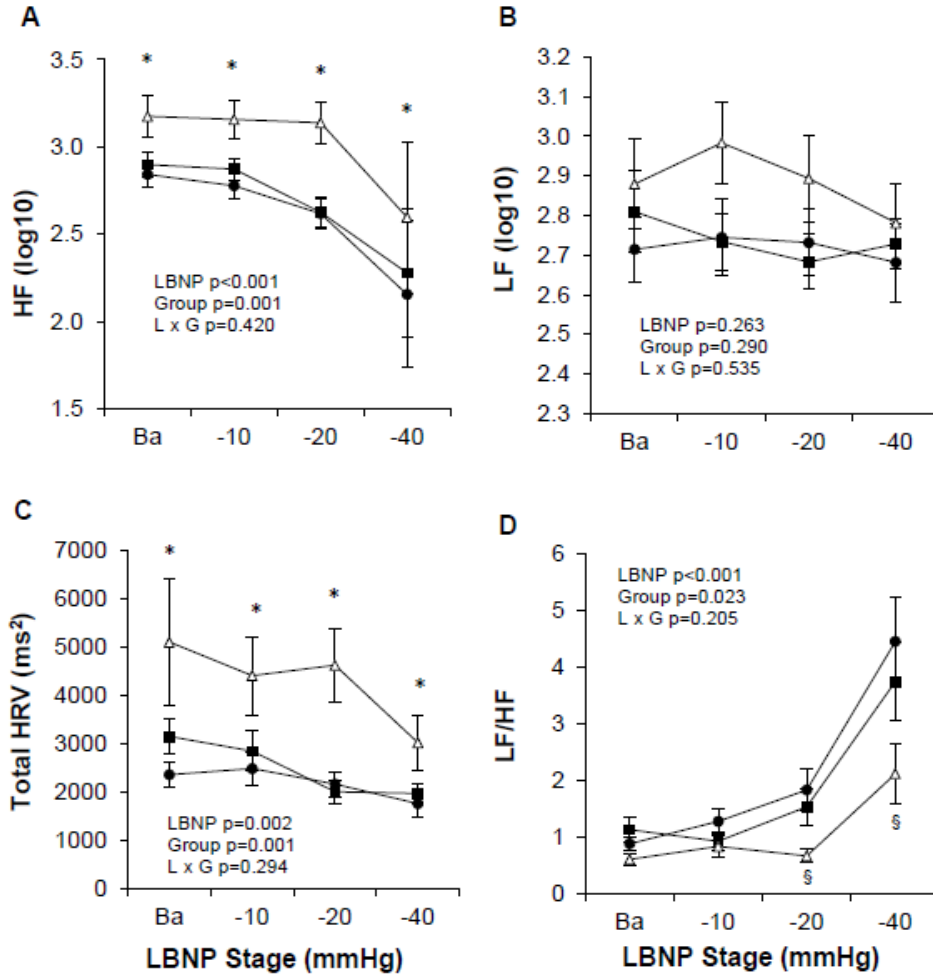 A
HF (log10)
3.5
3.0
2.5
2.0
1.5
*
*
*
*
LBNP p<0.001
Group p=0.001
L x G p=0.420
Ba
-10
-20
-40
B
LF (log10)
3.2
3.1
3.0
2.9
2.8
2.7
2.6
2.5
2.4
2.3
LBNP p=0.263
Group p=0.290
L x G p=0.535
Ba
-10
-20
-40
C
Total HRV (ms²)
7000
6000
5000
4000
3000
2000
1000
0
*
*
*
*
LBNP p=0.002
Group p=0.001
L x G p=0.294
Ba
-10
-20
-40
LBNP Stage (mmHg)
D
LF/HF
6
5
4
3
2
1
0
LBNP p<0.001
Group p=0.023
L x G p=0.205
§
§
Ba
-10
-20
-40
LBNP Stage (mmHg)